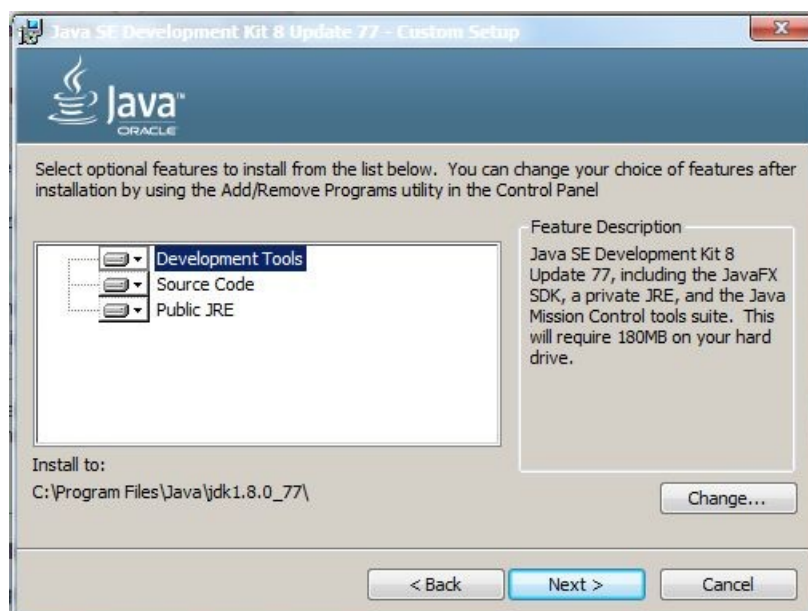 Java SE Development Kit 8 Update 77 - Custom Setup
Java™
ORACLE
Select optional features to install from the list below. You can change your choice of features after
installation by using the Add/Remove Programs utility in the Control Panel
Development Tools
Source Code
Public JRE
Feature Description
Java SE Development Kit 8
Update 77, including the JavaFX
SDK, a private JRE, and the Java
Mission Control tools suite. This
will require 180MB on your hard
drive.
Install to:
C:\Program Files\Java\jdk1.8.0_77\
Change...
< Back
Next >
Cancel